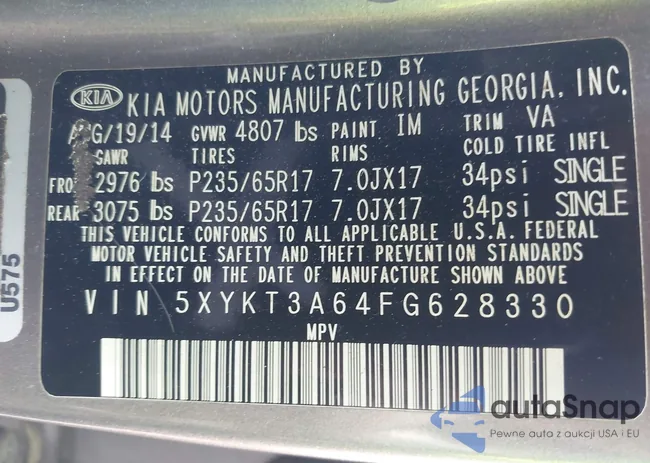 MANUFACTURED BY
KIA KIA MOTORS MANUFACTURING GEORGIA, INC.
/19/14 GVWR 4807 lbs PAINT IM TRIM VA
GAWR TIRES RIMS COLD TIRE INFL
2976 lbs P235/65R17 7.0JX17 34psi SINGLE
REAR 3075 lbs P235/65R17 7.0JX17 34psi SINGLE
THIS VEHICLE CONFORMS TO ALL APPLICABLE U.S.A. FEDERAL
MOTOR VEHICLE SAFETY AND THEFT PREVENTION STANDARDS
IN EFFECT ON THE DATE OF MANUFACTURE SHOWN ABOVE
VIN 5XYKT3A64FG628330
MPV
U575
autoSnap
Pewne auta z aukcji USA i EU